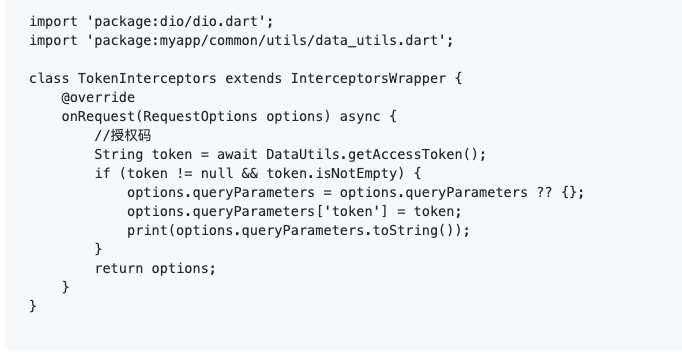 import 'package:dio/dio.dart';
import 'package:myapp/common/utils/data_utils.dart';

class TokenInterceptors extends InterceptorsWrapper {
    @override
    onRequest(RequestOptions options) async {
        //授权码
        String token = await DataUtils.getAccessToken();
        if (token != null && token.isNotEmpty) {
            options.queryParameters = options.queryParameters ?? {};
            options.queryParameters['token'] = token;
            print(options.queryParameters.toString());
        }
        return options;
    }
}